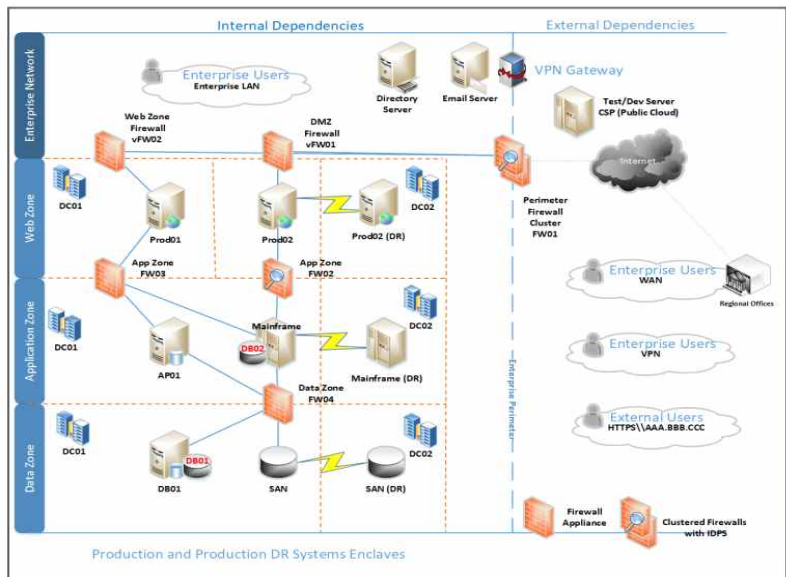 Internal Dependencies
External Dependencies
Enterprise Network
Enterprise Users
Enterprise LAN
Directory
Server
Email Server
VPN Gateway
Test/Dev Server
CSP (Public Cloud)
Web Zone
Firewall
vFW02
DMZ
Firewall
vFW01
Internet
Web Zone
DC01
Prod01
Prod02
Prod02 (DR)
DC02
Perimeter
Firewall
Cluster
FW01
App Zone
FW03
App Zone
FW02
Enterprise Users
WAN
Regional Offices
Application Zone
DC01
AP01
Mainframe
DB02
Mainframe (DR)
DC02
Enterprise Users
VPN
Data Zone
FW04
Enterprise Perimeter
External Users
HTTPS\\AAA.BBB.CCC
Data Zone
DC01
DB01
DB01
SAN
SAN (DR)
DC02
Firewall
Appliance
Clustered Firewalls
with IDPS
Production and Production DR Systems Enclaves